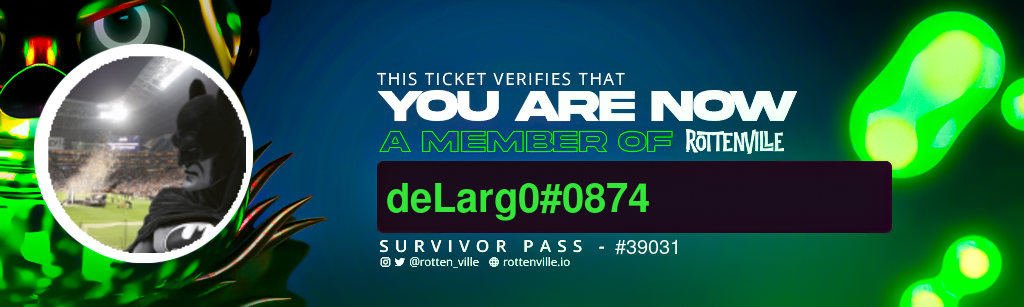 THIS TICKET VERIFIES THAT
YOU ARE NOW
A MEMBER OF ROTTENVILLE
deLarg0#0874
SURVIVOR PASS - #39031
@rotten_ville rottenville.io